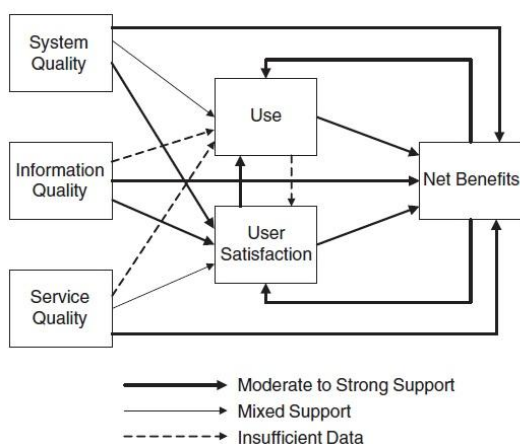 System
Quality
Use
Information
Quality
Net Benefits
User
Satisfaction
Service
Quality
Moderate to Strong Support
Mixed Support
Insufficient Data